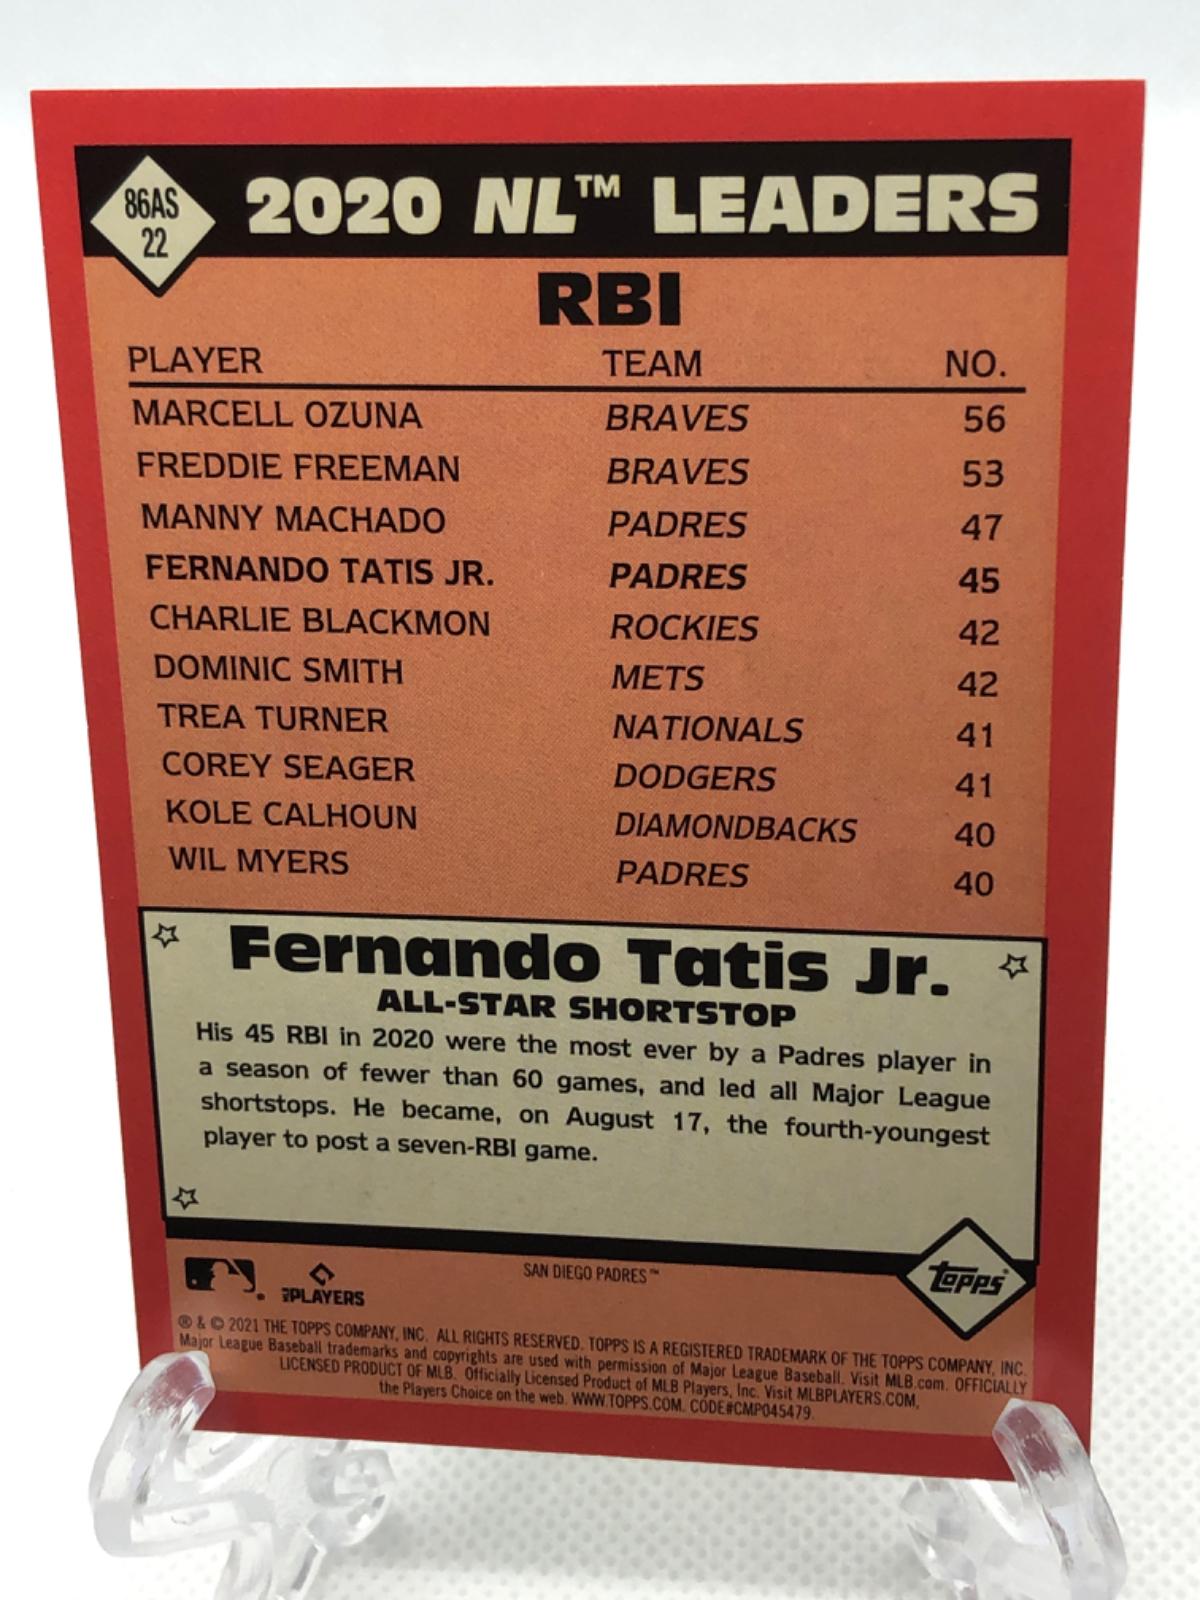 86AS
22
2020 NL™ LEADERS
RBI
PLAYER TEAM NO.
MARCELL OZUNA BRAVES 56
FREDDIE FREEMAN BRAVES 53
MANNY MACHADO PADRES 47
FERNANDO TATIS JR. PADRES 45
CHARLIE BLACKMON ROCKIES 42
DOMINIC SMITH METS 42
TREA TURNER NATIONALS 41
COREY SEAGER DODGERS 41
KOLE CALHOUN DIAMONDBACKS 40
WIL MYERS PADRES 40
Fernando Tatis Jr.
ALL-STAR SHORTSTOP
His 45 RBI in 2020 were the most ever by a Padres player in
a season of fewer than 60 games, and led all Major League
shortstops. He became, on August 17, the fourth-youngest
player to post a seven-RBI game.
SAN DIEGO PADRES™
MLB PLAYERS
Topps®
® & © 2021 THE TOPPS COMPANY, INC. ALL RIGHTS RESERVED. TOPPS IS A REGISTERED TRADEMARK OF THE TOPPS COMPANY, INC.
Major League Baseball trademarks and copyrights are used with permission of Major League Baseball. Visit MLB.com. OFFICIALLY
LICENSED PRODUCT OF MLB. Officially Licensed Product of MLB Players, Inc. Visit MLBPLAYERS.COM,
the Players Choice on the web. WWW.TOPPS.COM. CODE#CMP045479.